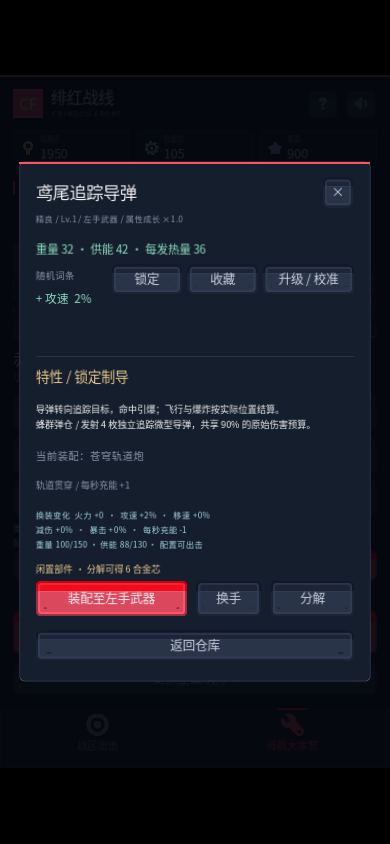 CF
绯红战线
?
1950
105
900
鸢尾追踪导弹
×
精良 / Lv.1 / 左手武器 / 属性成长 ×1.0
重量 32 · 供能 42 · 每发热量 36
随机词条
锁定
收藏
升级 / 校准
+ 攻速 2%
特性 / 锁定制导
导弹转向追踪目标，命中引爆；飞行与爆炸按实际位置结算。
蜂群弹仓 / 发射 4 枚独立追踪微型导弹，共享 90% 的原始伤害预算。
当前装配：苍穹轨道炮
轨道贯穿 / 每秒充能 +1
换装变化 火力 +0 · 攻速 +2% · 移速 +0%
减伤 +0% · 暴击 +0% · 每秒充能 -1
重量 100/150 · 供能 88/130 · 配置可出击
闲置部件 · 分解可得 6 合金芯
装配至左手武器
换手
分解
返回仓库